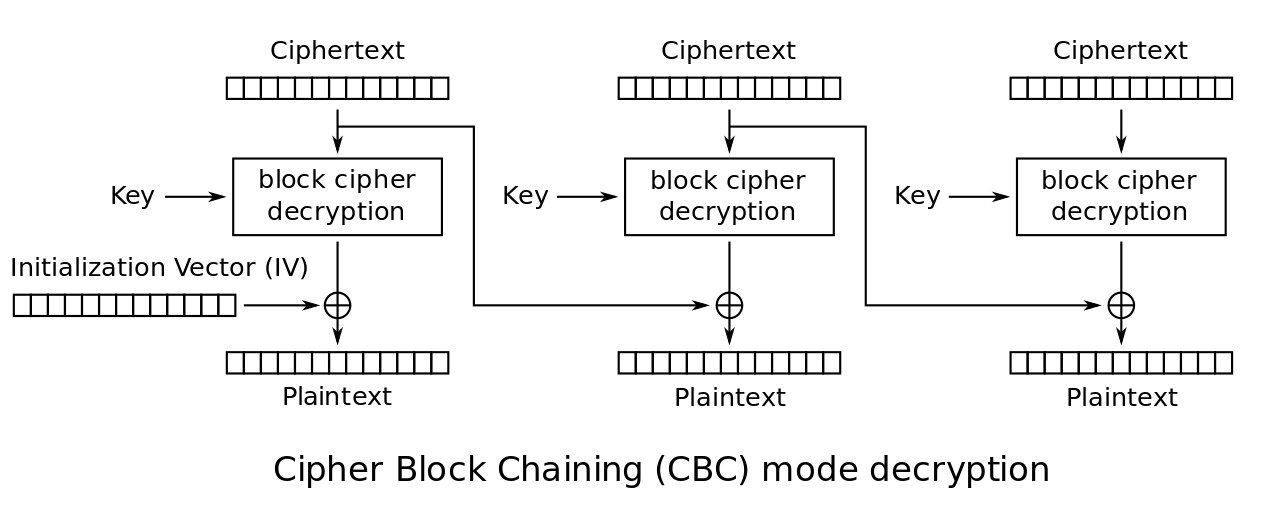 Ciphertext
Ciphertext
Ciphertext
Key
block cipher
decryption
Key
block cipher
decryption
Key
block cipher
decryption
Initialization Vector (IV)
Plaintext
Plaintext
Plaintext
Cipher Block Chaining (CBC) mode decryption